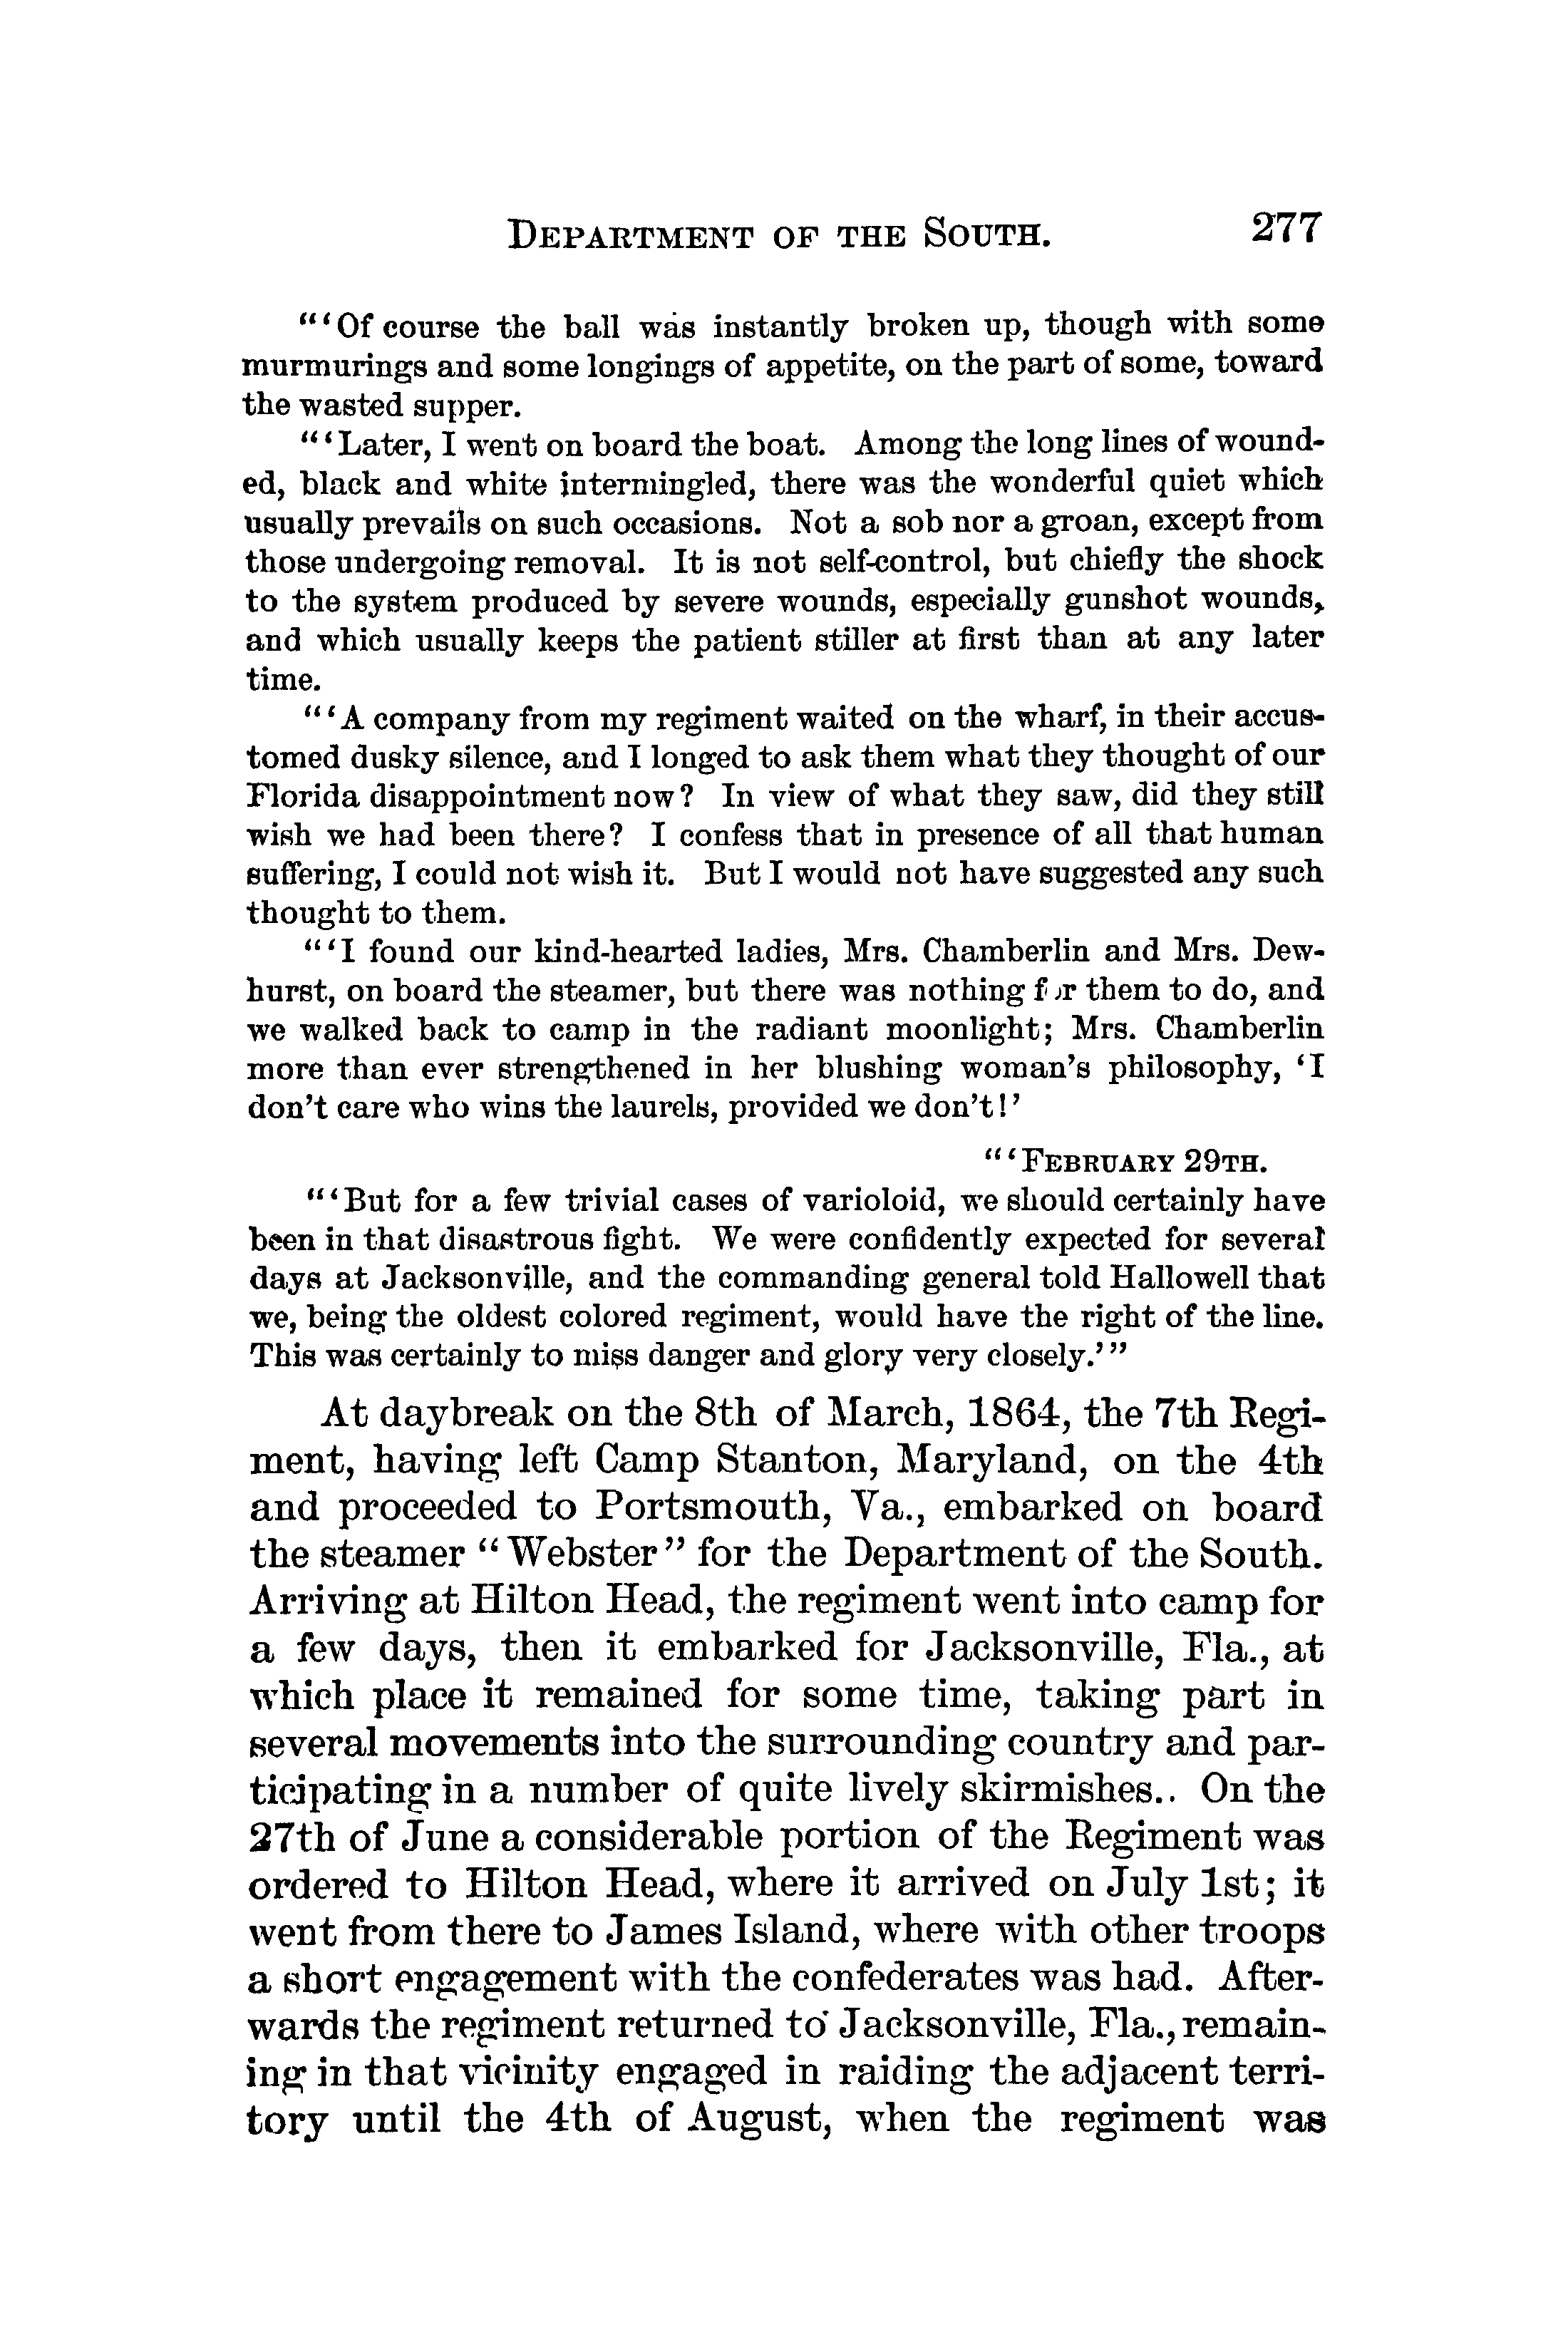 DEPARTMENT OF THE SOUTH. 277
"'Of course the ball was instantly broken up, though with some
murmurings and some longings of appetite, on the part of some, toward
the wasted supper.
"'Later, I went on board the boat. Among the long lines of wound-
ed, black and white intermingled, there was the wonderful quiet which
usually prevails on such occasions. Not a sob nor a groan, except from
those undergoing removal. It is not self-control, but chiefly the shock
to the system produced by severe wounds, especially gunshot wounds,
and which usually keeps the patient stiller at first than at any later
time.
"'A company from my regiment waited on the wharf, in their accus-
tomed dusky silence, and I longed to ask them what they thought of our
Florida disappointment now? In view of what they saw, did they still
wish we had been there? I confess that in presence of all that human
suffering, I could not wish it. But I would not have suggested any such
thought to them.
"'I found our kind-hearted ladies, Mrs. Chamberlin and Mrs. Dew-
hurst, on board the steamer, but there was nothing for them to do, and
we walked back to camp in the radiant moonlight; Mrs. Chamberlin
more than ever strengthened in her blushing woman's philosophy, 'I
don't care who wins the laurels, provided we don't!'
"'FEBRUARY 29TH.
"'But for a few trivial cases of varioloid, we should certainly have
been in that disastrous fight. We were confidently expected for several
days at Jacksonville, and the commanding general told Hallowell that
we, being the oldest colored regiment, would have the right of the line.
This was certainly to miss danger and glory very closely.'"
At daybreak on the 8th of March, 1864, the 7th Regi-
ment, having left Camp Stanton, Maryland, on the 4th
and proceeded to Portsmouth, Va., embarked on board
the steamer "Webster" for the Department of the South.
Arriving at Hilton Head, the regiment went into camp for
a few days, then it embarked for Jacksonville, Fla., at
which place it remained for some time, taking part in
several movements into the surrounding country and par-
ticipating in a number of quite lively skirmishes.. On the
27th of June a considerable portion of the Regiment was
ordered to Hilton Head, where it arrived on July 1st; it
went from there to James Island, where with other troops
a short engagement with the confederates was had. After-
wards the regiment returned to Jacksonville, Fla., remain-
ing in that vicinity engaged in raiding the adjacent terri-
tory until the 4th of August, when the regiment was